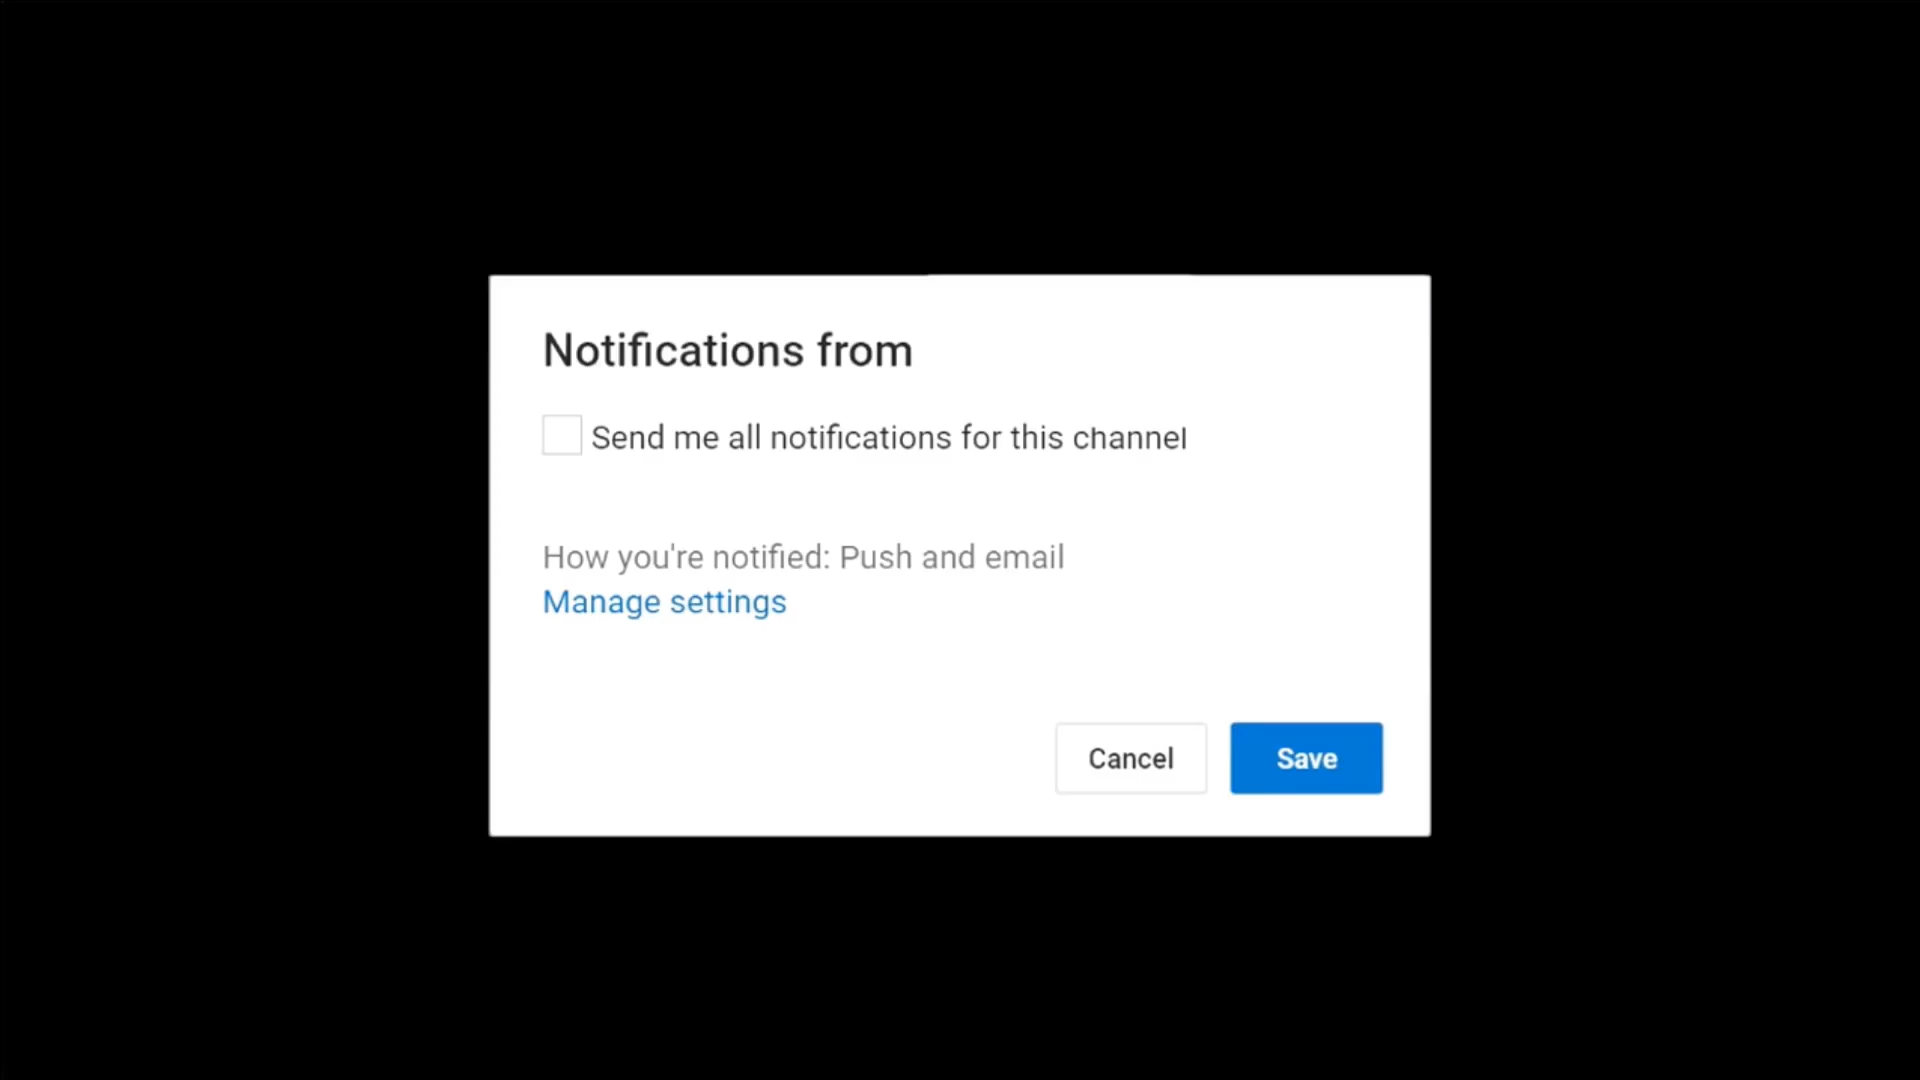 Notifications from
Send me all notifications for this channel
How you're notified: Push and email
Manage settings
Cancel
Save